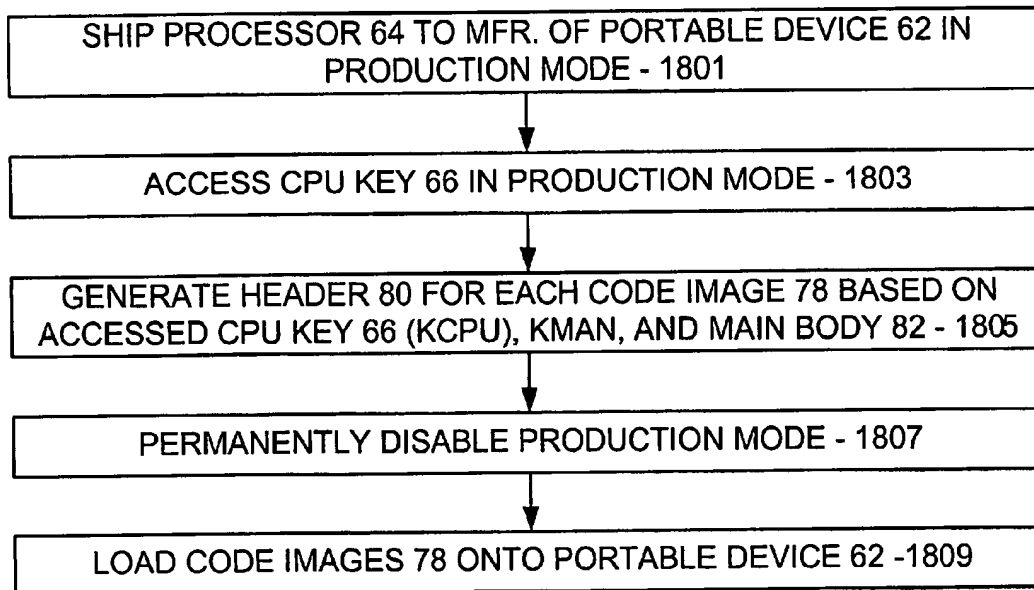 SHIP PROCESSOR 64 TO MFR. OF PORTABLE DEVICE 62 IN
PRODUCTION MODE - 1801
ACCESS CPU KEY 66 IN PRODUCTION MODE - 1803
GENERATE HEADER 80 FOR EACH CODE IMAGE 78 BASED ON
ACCESSED CPU KEY 66 (KCPU), KMAN, AND MAIN BODY 82 - 1805
PERMANENTLY DISABLE PRODUCTION MODE - 1807
LOAD CODE IMAGES 78 ONTO PORTABLE DEVICE 62 -1809